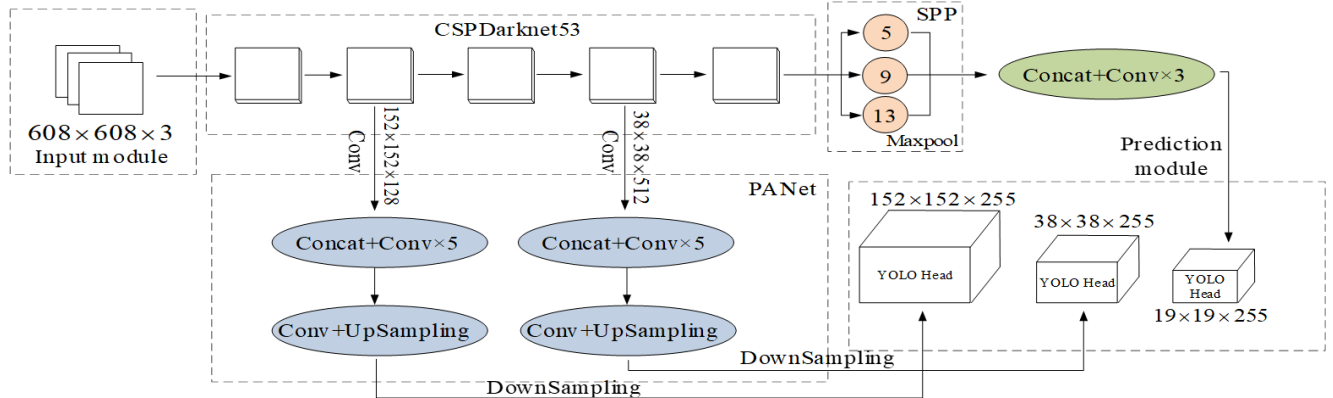 CSPDarknet53
SPP
5
9
13
Maxpool
Concat+Conv×3
608×608×3
Input module
152×152×128
Conv
38×38×512
Conv
PANet
Prediction
module
Concat+Conv×5
Concat+Conv×5
Conv+UpSampling
Conv+UpSampling
152×152×255
YOLO Head
38×38×255
YOLO Head
YOLO
Head
19×19×255
DownSampling
DownSampling